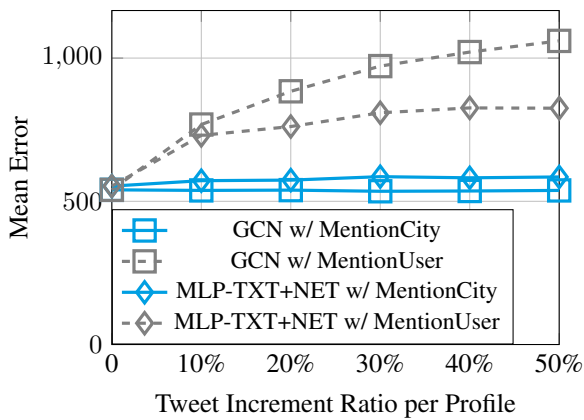 1,000
Mean Error
500
GCN w/ MentionCity
GCN w/ MentionUser
MLP-TXT+NET w/ MentionCity
MLP-TXT+NET w/ MentionUser
0
0 10% 20% 30% 40% 50%
Tweet Increment Ratio per Profile